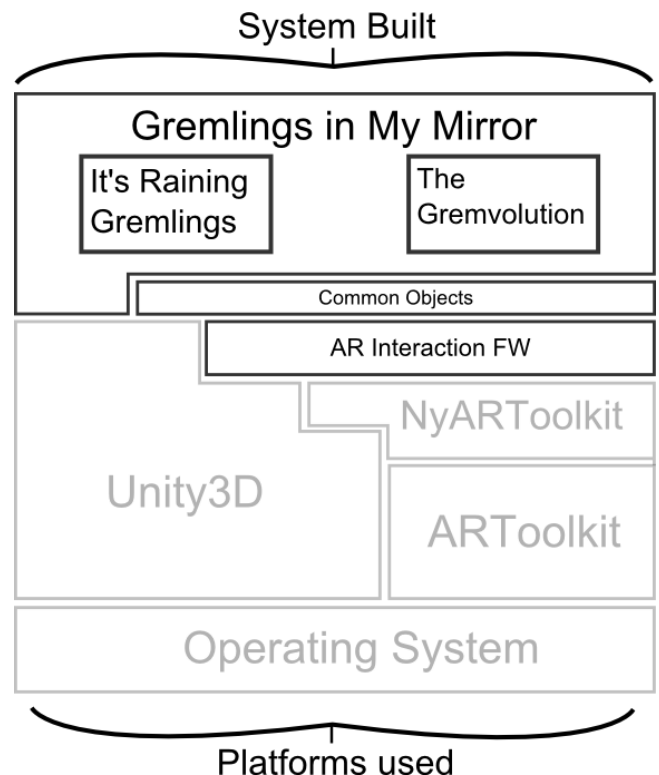 System Built
Gremlings in My Mirror
It's Raining
Gremlings
The
Gremvolution
Common Objects
AR Interaction FW
NyARToolkit
Unity3D
ARToolkit
Operating System
Platforms used